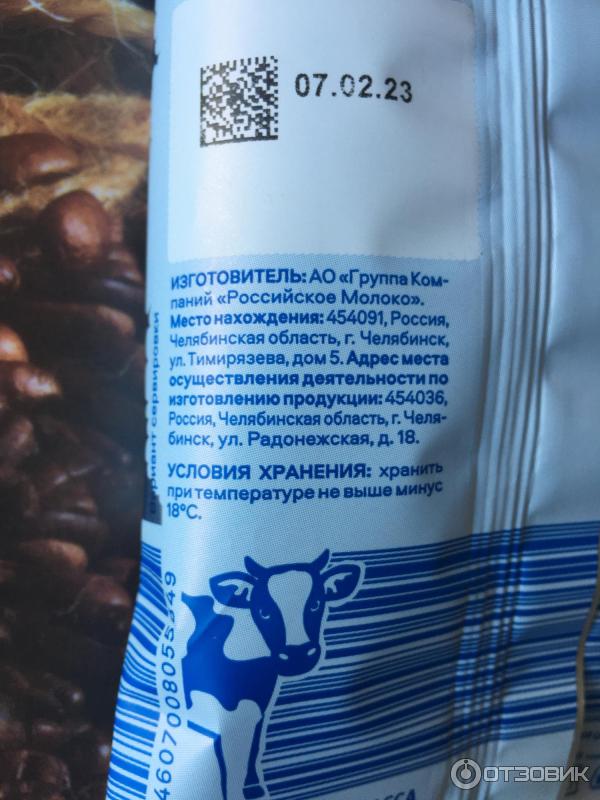 07.02.23
ИЗГОТОВИТЕЛЬ: АО «Группа Ком-
паний «Российское Молоко».
Место нахождения: 454091, Россия,
Челябинская область, г. Челябинск,
ул. Тимирязева, дом 5. Адрес места
осуществления деятельности по
изготовлению продукции: 454036,
Россия, Челябинская область, г. Челя-
бинск, ул. Радонежская, д. 18.
УСЛОВИЯ ХРАНЕНИЯ: хранить
при температуре не выше минус
18°С.
Вариант сервировки
4607008055349
ОТЗОВИК